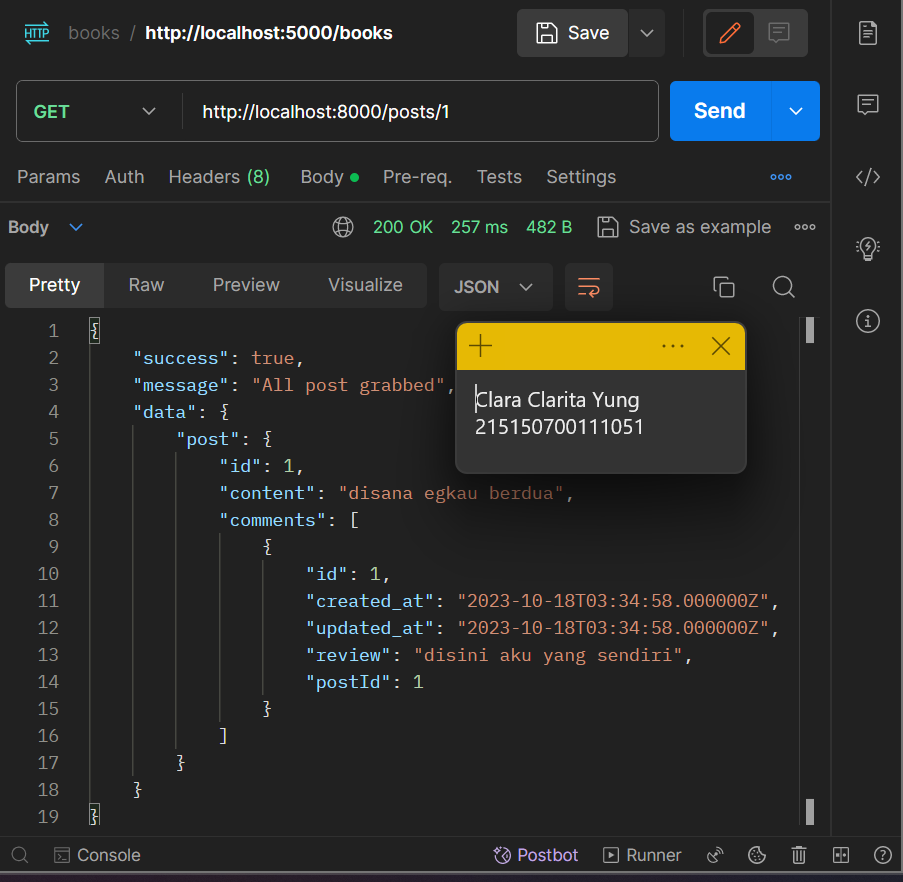 HTTP books / http://localhost:5000/books Save
GET http://localhost:8000/posts/1 Send
Params Auth Headers (8) Body Pre-req. Tests Settings
Body 200 OK 257 ms 482 B Save as example
Pretty Raw Preview Visualize JSON
1 {
2 "success": true,
3 "message": "All post grabbed",
4 "data": {
5 "post": {
6 "id": 1,
7 "content": "disana egkau berdua",
8 "comments": [
9 {
10 "id": 1,
11 "created_at": "2023-10-18T03:34:58.000000Z",
12 "updated_at": "2023-10-18T03:34:58.000000Z",
13 "review": "disini aku yang sendiri",
14 "postId": 1
15 }
16 ]
17 }
18 }
19 }
Clara Clarita Yung
215150700111051
Console Postbot Runner